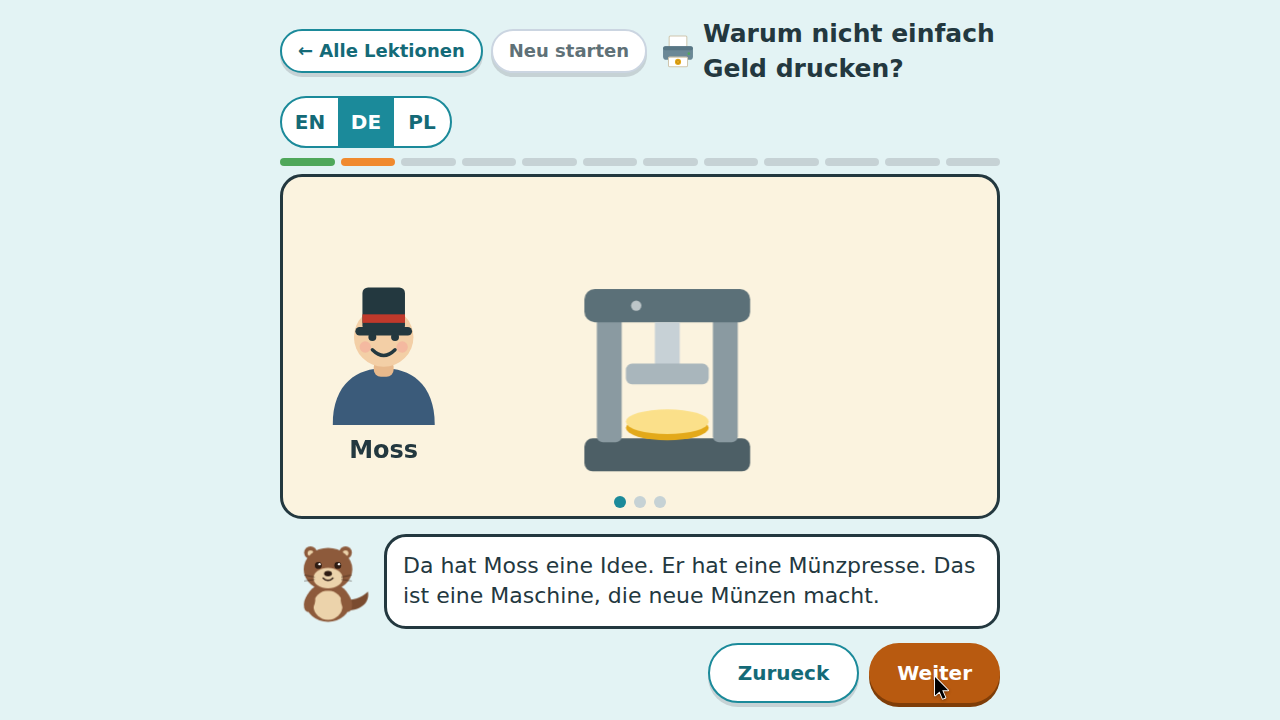 ← Alle Lektionen
Neu starten
Warum nicht einfach
Geld drucken?
EN DE PL
Moss
Da hat Moss eine Idee. Er hat eine Münzpresse. Das
ist eine Maschine, die neue Münzen macht.
Zurueck
Weiter